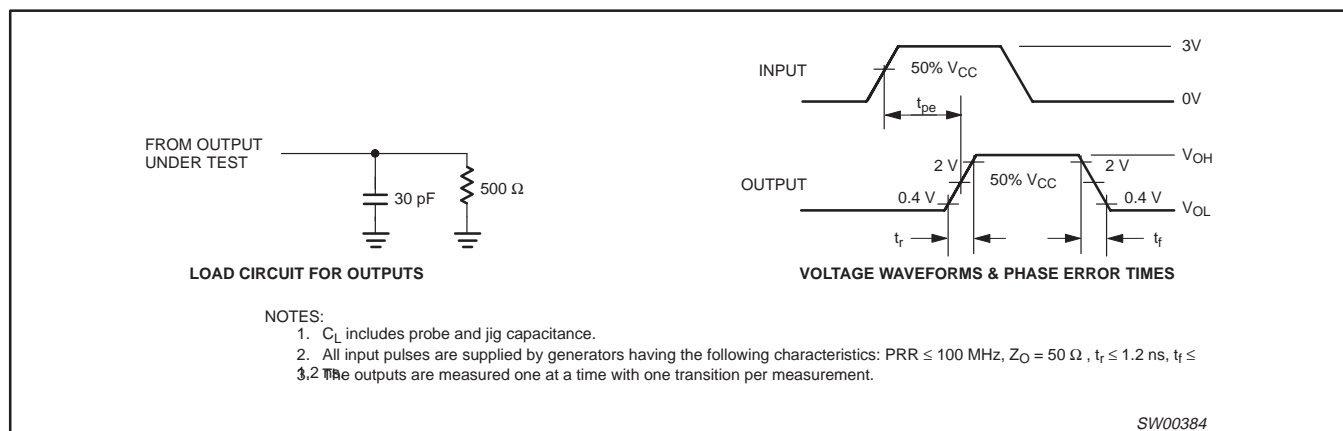 INPUT
50% VCC
3V
0V
tpe
FROM OUTPUT
UNDER TEST
30 pF
500 Ω
LOAD CIRCUIT FOR OUTPUTS
OUTPUT
2 V
50% VCC
2 V
VOH
0.4 V
0.4 V
VOL
tr
tf
VOLTAGE WAVEFORMS & PHASE ERROR TIMES
NOTES:
1. CL includes probe and jig capacitance.
2. All input pulses are supplied by generators having the following characteristics: PRR ≤ 100 MHz, ZO = 50 Ω , tr ≤ 1.2 ns, tf ≤
1.2 ns.
3. The outputs are measured one at a time with one transition per measurement.
SW00384